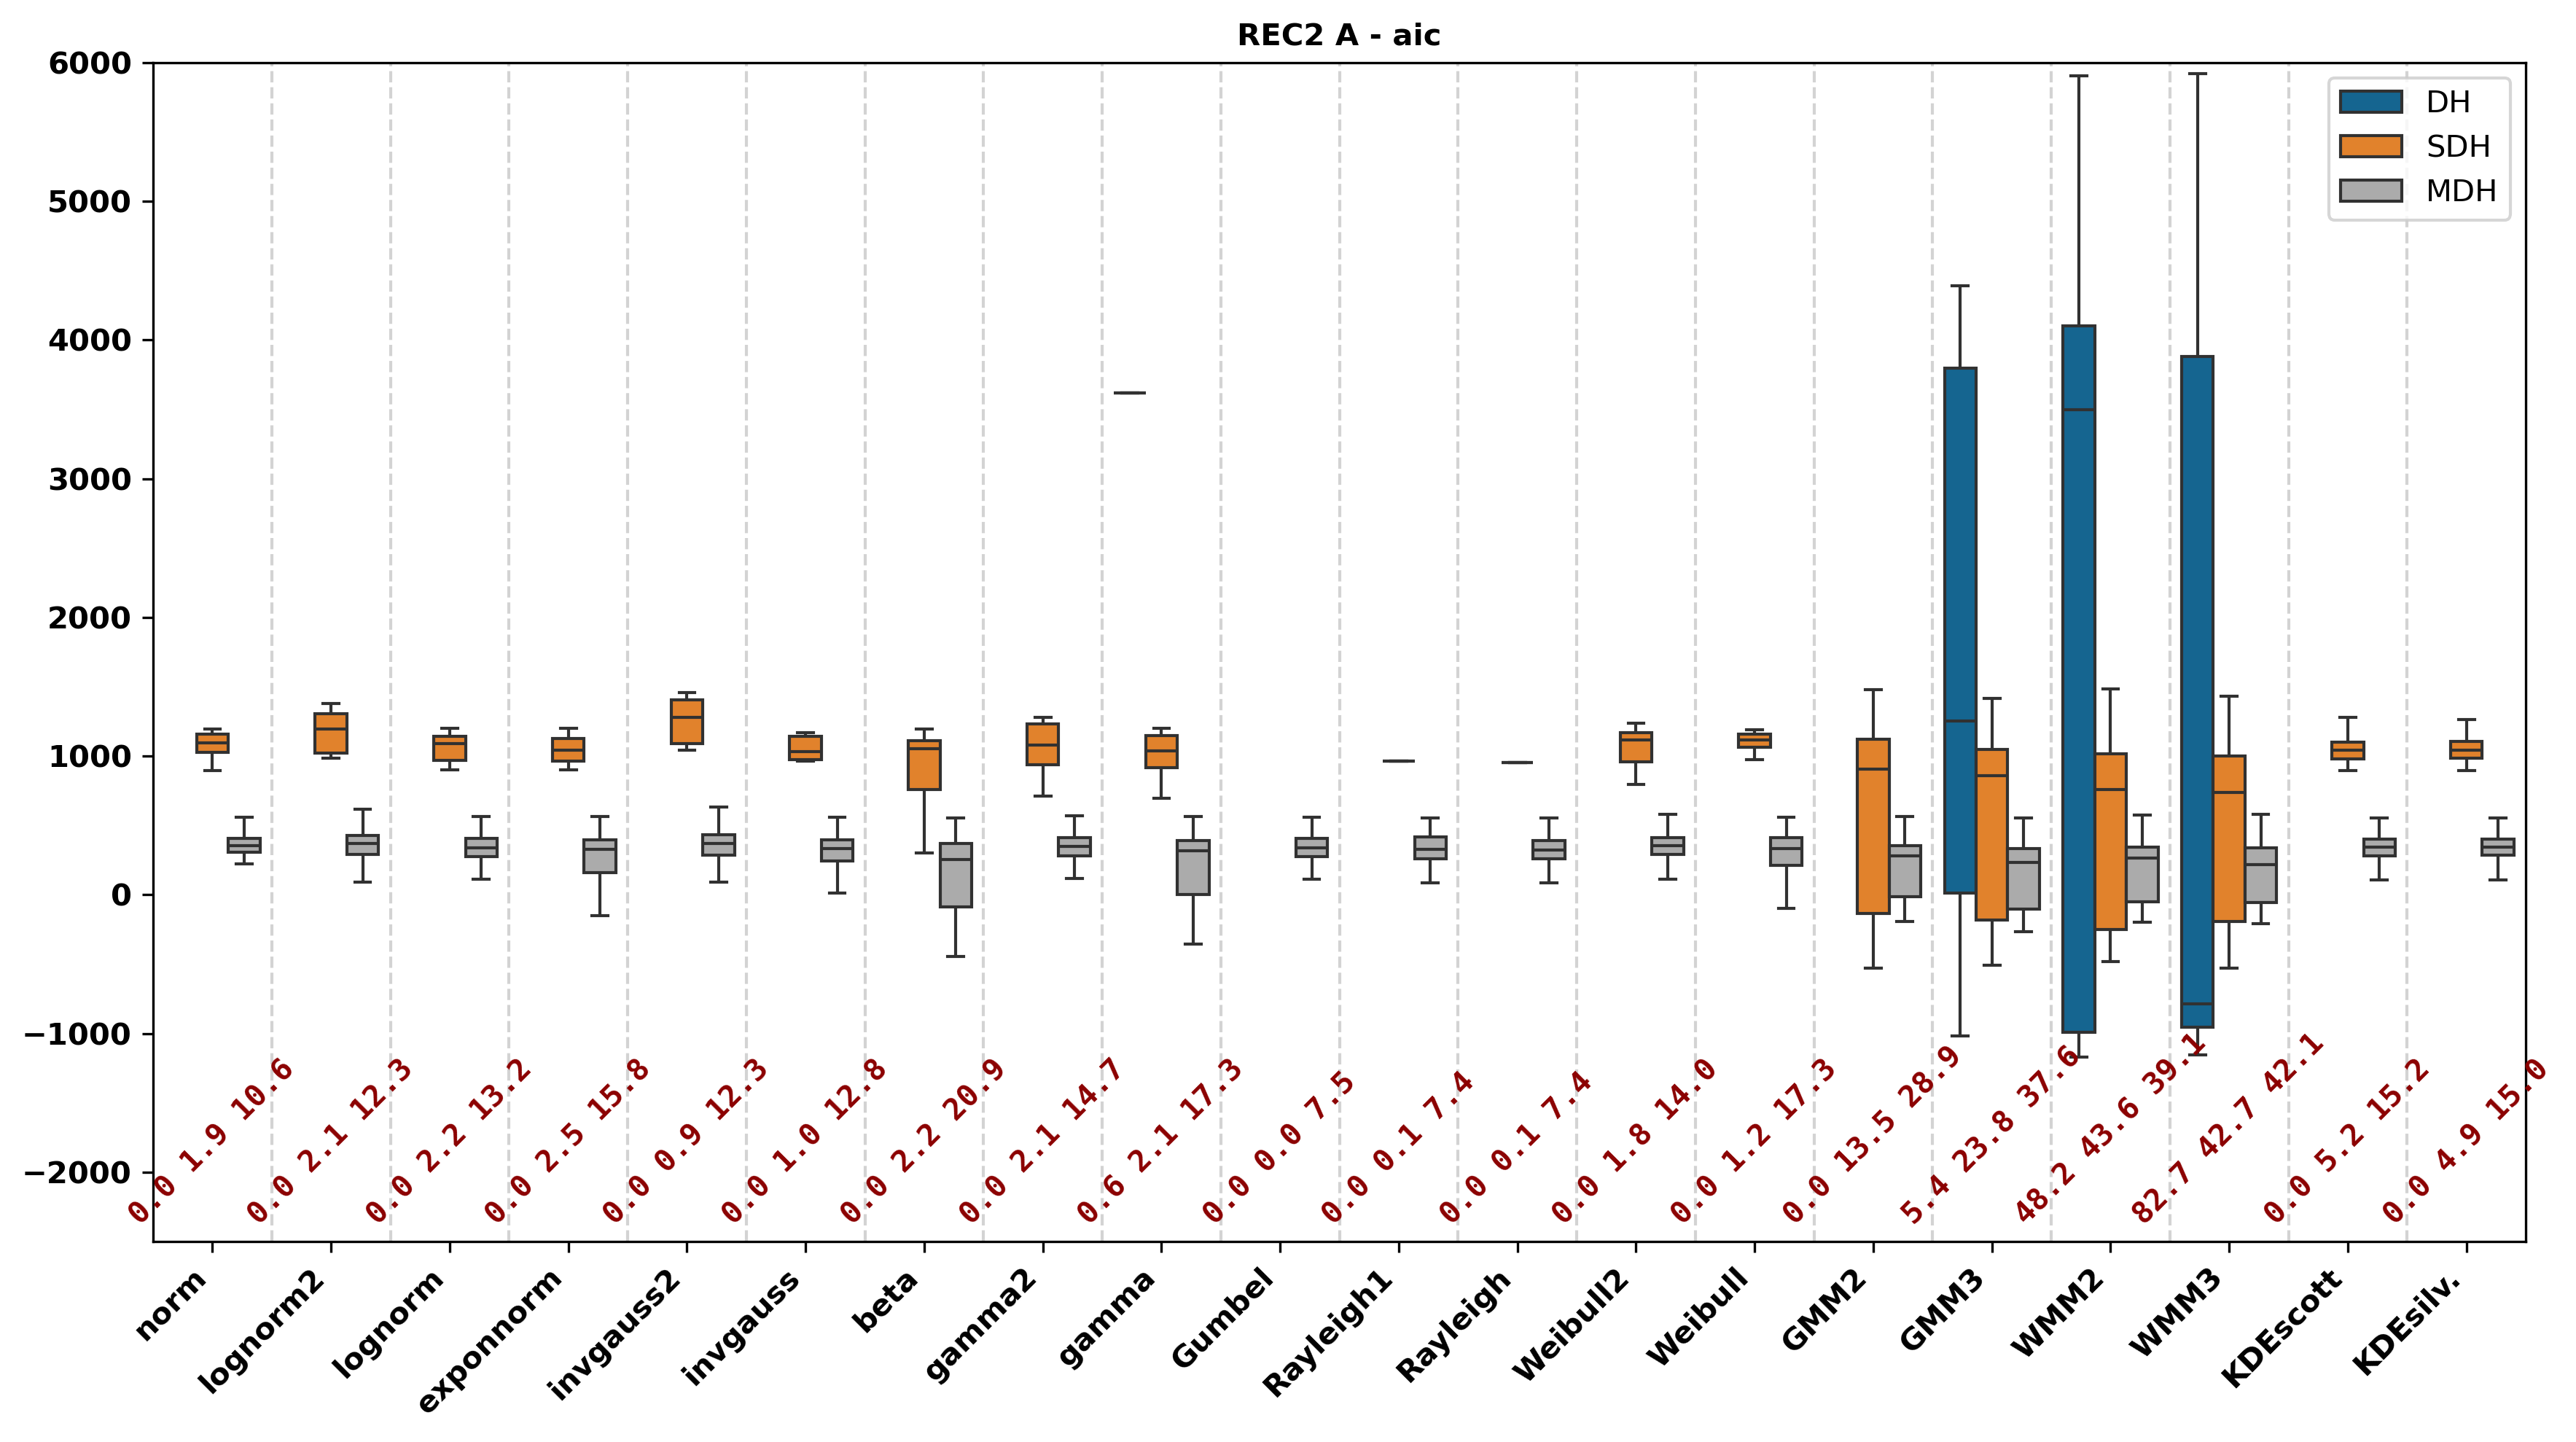 REC2 A - aic
6000
5000
4000
3000
2000
1000
0
−1000
−2000
DH
SDH
MDH
0.0 1.9 10.6
0.0 2.1 12.3
0.0 2.2 13.2
0.0 2.5 15.8
0.0 0.9 12.3
0.0 1.0 12.8
0.0 2.2 20.9
0.0 2.1 14.7
0.6 2.1 17.3
0.0 0.0 7.5
0.0 0.1 7.4
0.0 0.1 7.4
0.0 1.8 14.0
0.0 1.2 17.3
0.0 13.5 28.9
5.4 23.8 37.6
48.2 43.6 39.1
82.7 42.7 42.1
0.0 5.2 15.2
0.0 4.9 15.0
norm
lognorm2
lognorm
exponnorm
invgauss2
invgauss
beta
gamma2
gamma
Gumbel
Rayleigh1
Rayleigh
Weibull2
Weibull
GMM2
GMM3
WMM2
WMM3
KDEscott
KDEsilv.